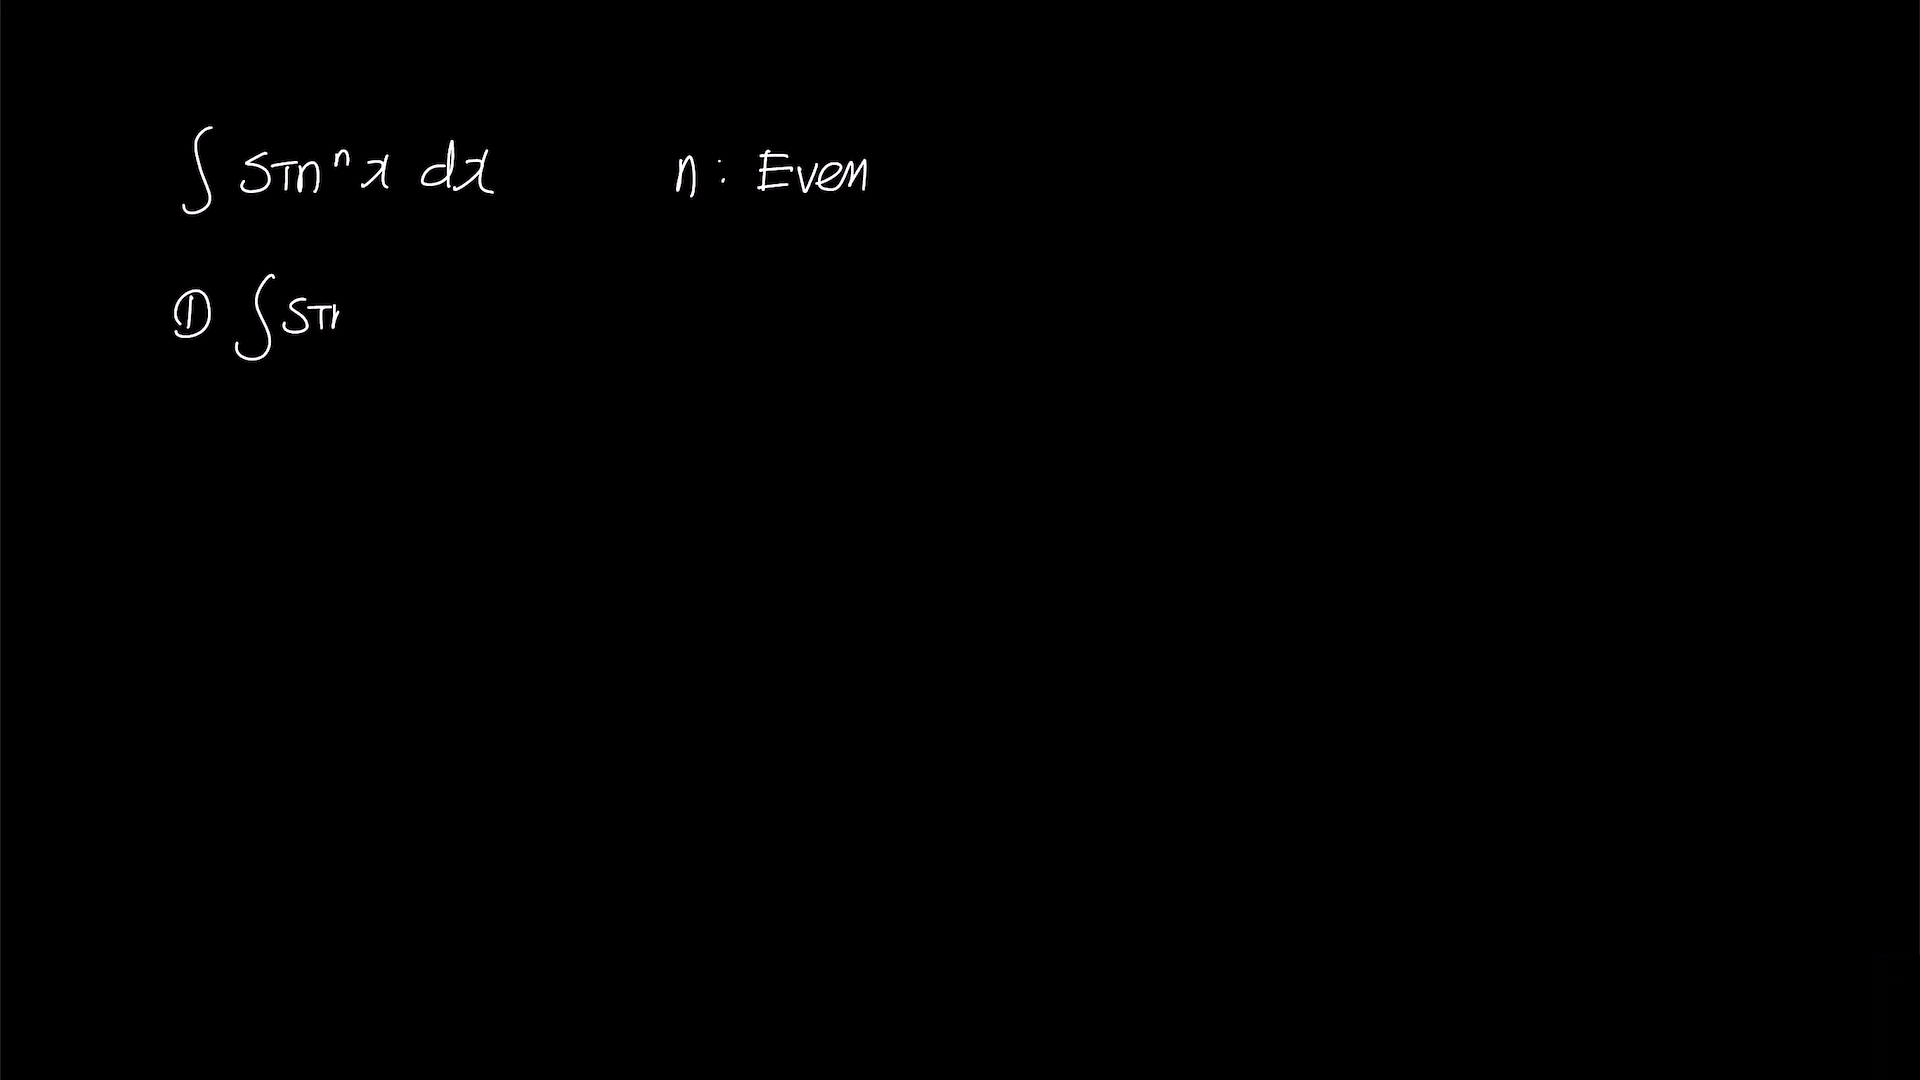 ∫ sinⁿx dx n : Even
① ∫ sin